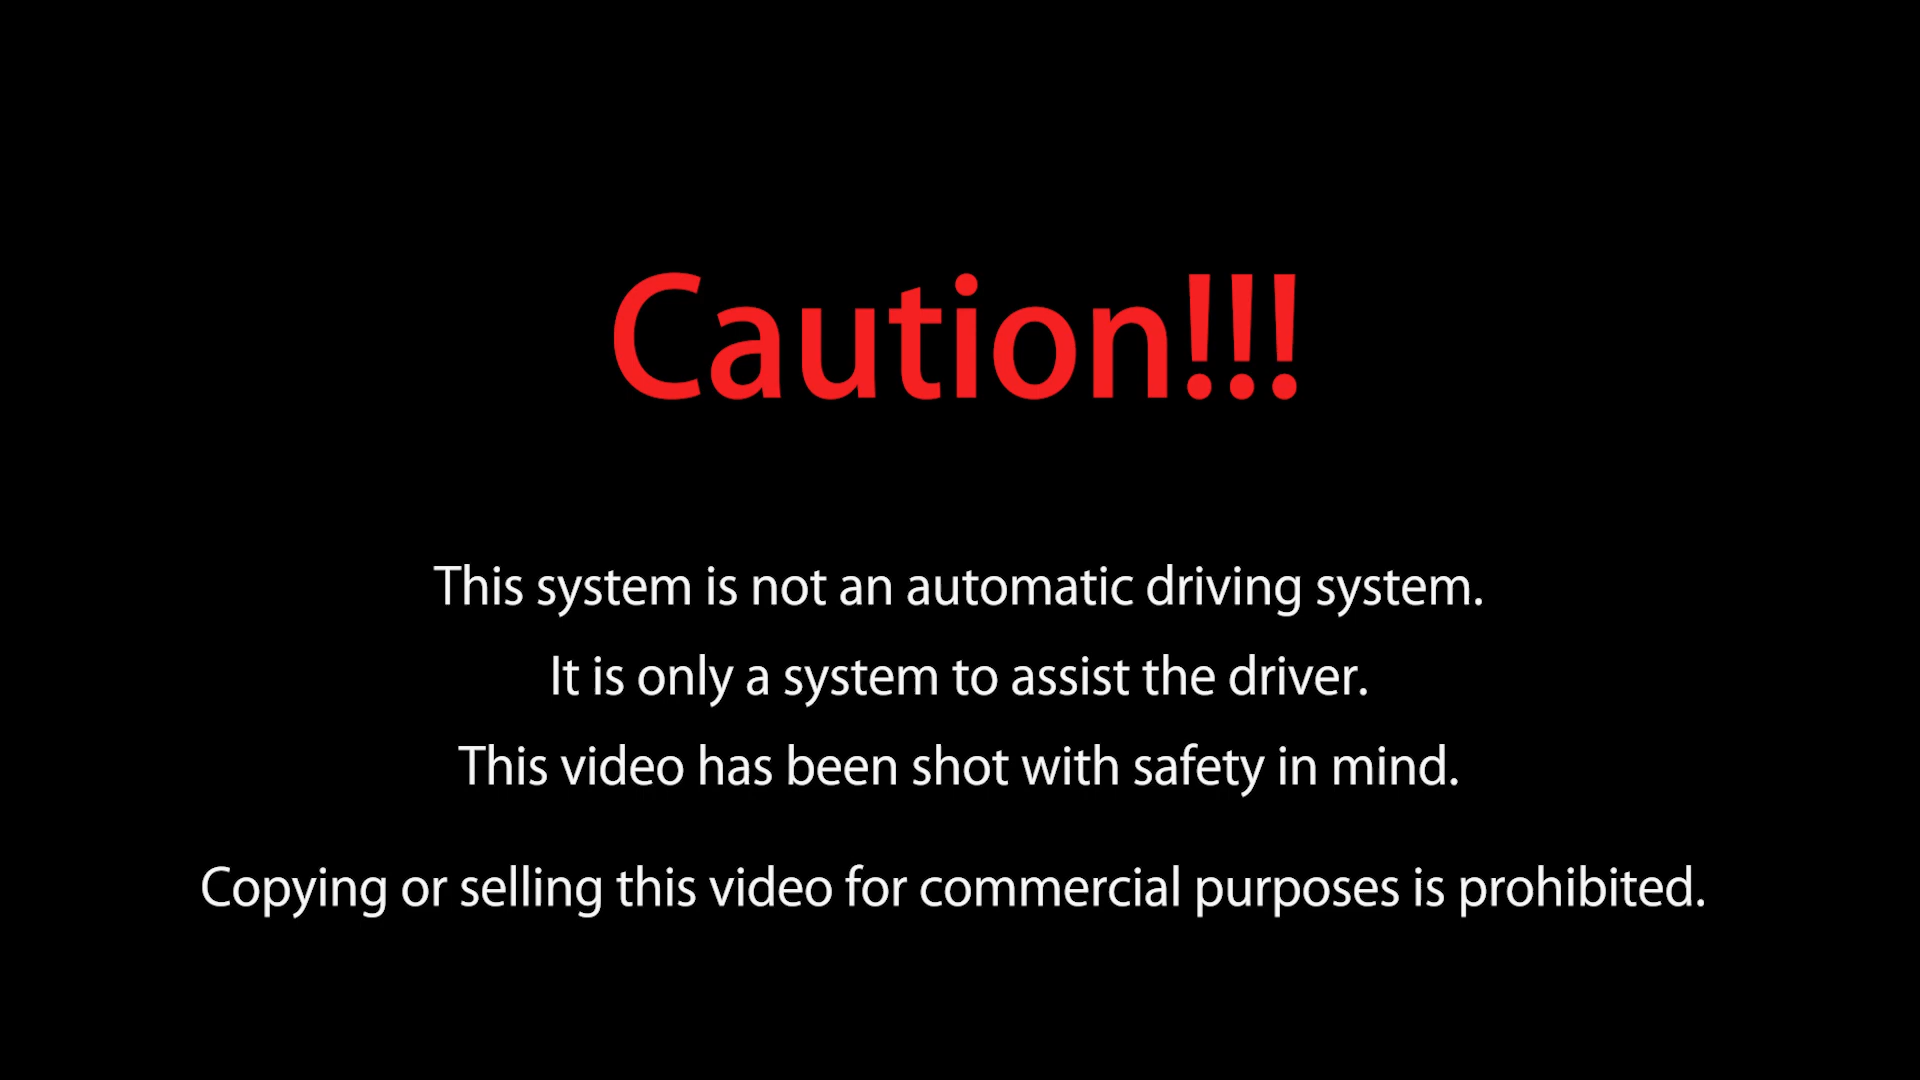 Caution!!!
This system is not an automatic driving system.
It is only a system to assist the driver.
This video has been shot with safety in mind.
Copying or selling this video for commercial purposes is prohibited.